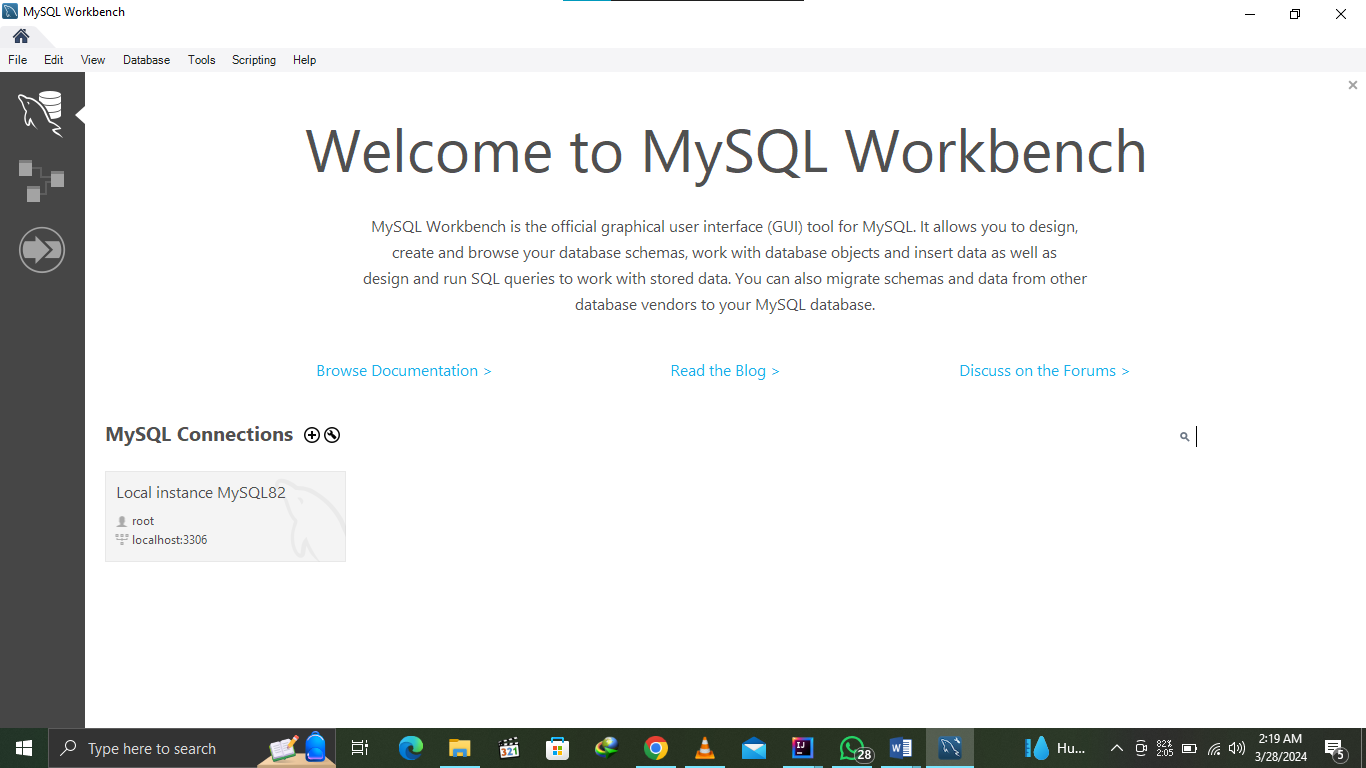 MySQL Workbench
File Edit View Database Tools Scripting Help
Welcome to MySQL Workbench
MySQL Workbench is the official graphical user interface (GUI) tool for MySQL. It allows you to design,
create and browse your database schemas, work with database objects and insert data as well as
design and run SQL queries to work with stored data. You can also migrate schemas and data from other
database vendors to your MySQL database.
Browse Documentation > Read the Blog > Discuss on the Forums >
MySQL Connections
Local instance MySQL82
root
localhost:3306
Type here to search
321
28
Hu...
82%
2:05
2:19 AM
3/28/2024
5